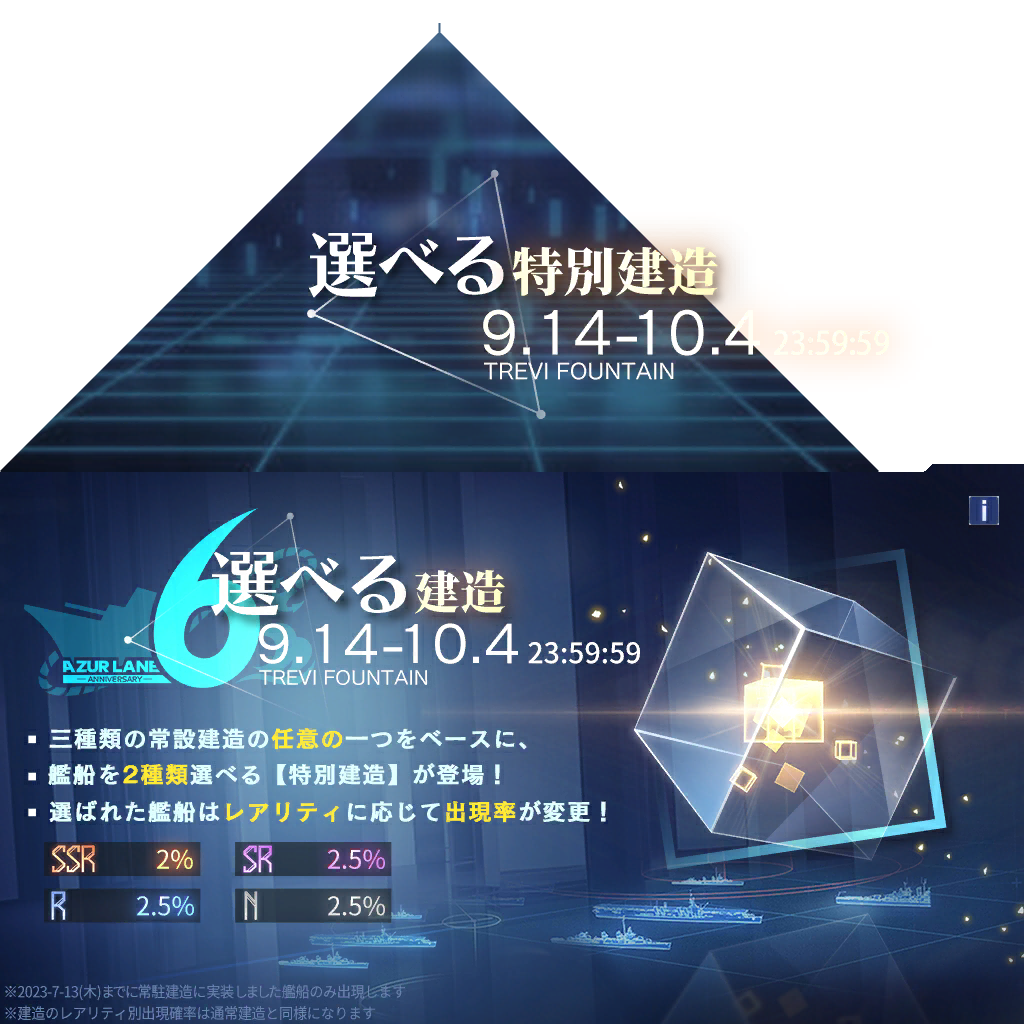 選べる特別建造
9.14-10.4 23:59:59
TREVI FOUNTAIN
i
6
選べる建造
9.14-10.4 23:59:59
TREVI FOUNTAIN
AZUR LANE
ANNIVERSARY
▪ 三種類の常設建造の任意の一つをベースに、
▪ 艦船を2種類選べる【特別建造】が登場！
▪ 選ばれた艦船はレアリティに応じて出現率が変更！
SSR 2% SR 2.5%
R 2.5% N 2.5%
※2023-7-13(木)までに常駐建造に実装しました艦船のみ出現します
※建造のレアリティ別出現確率は通常建造と同様になります